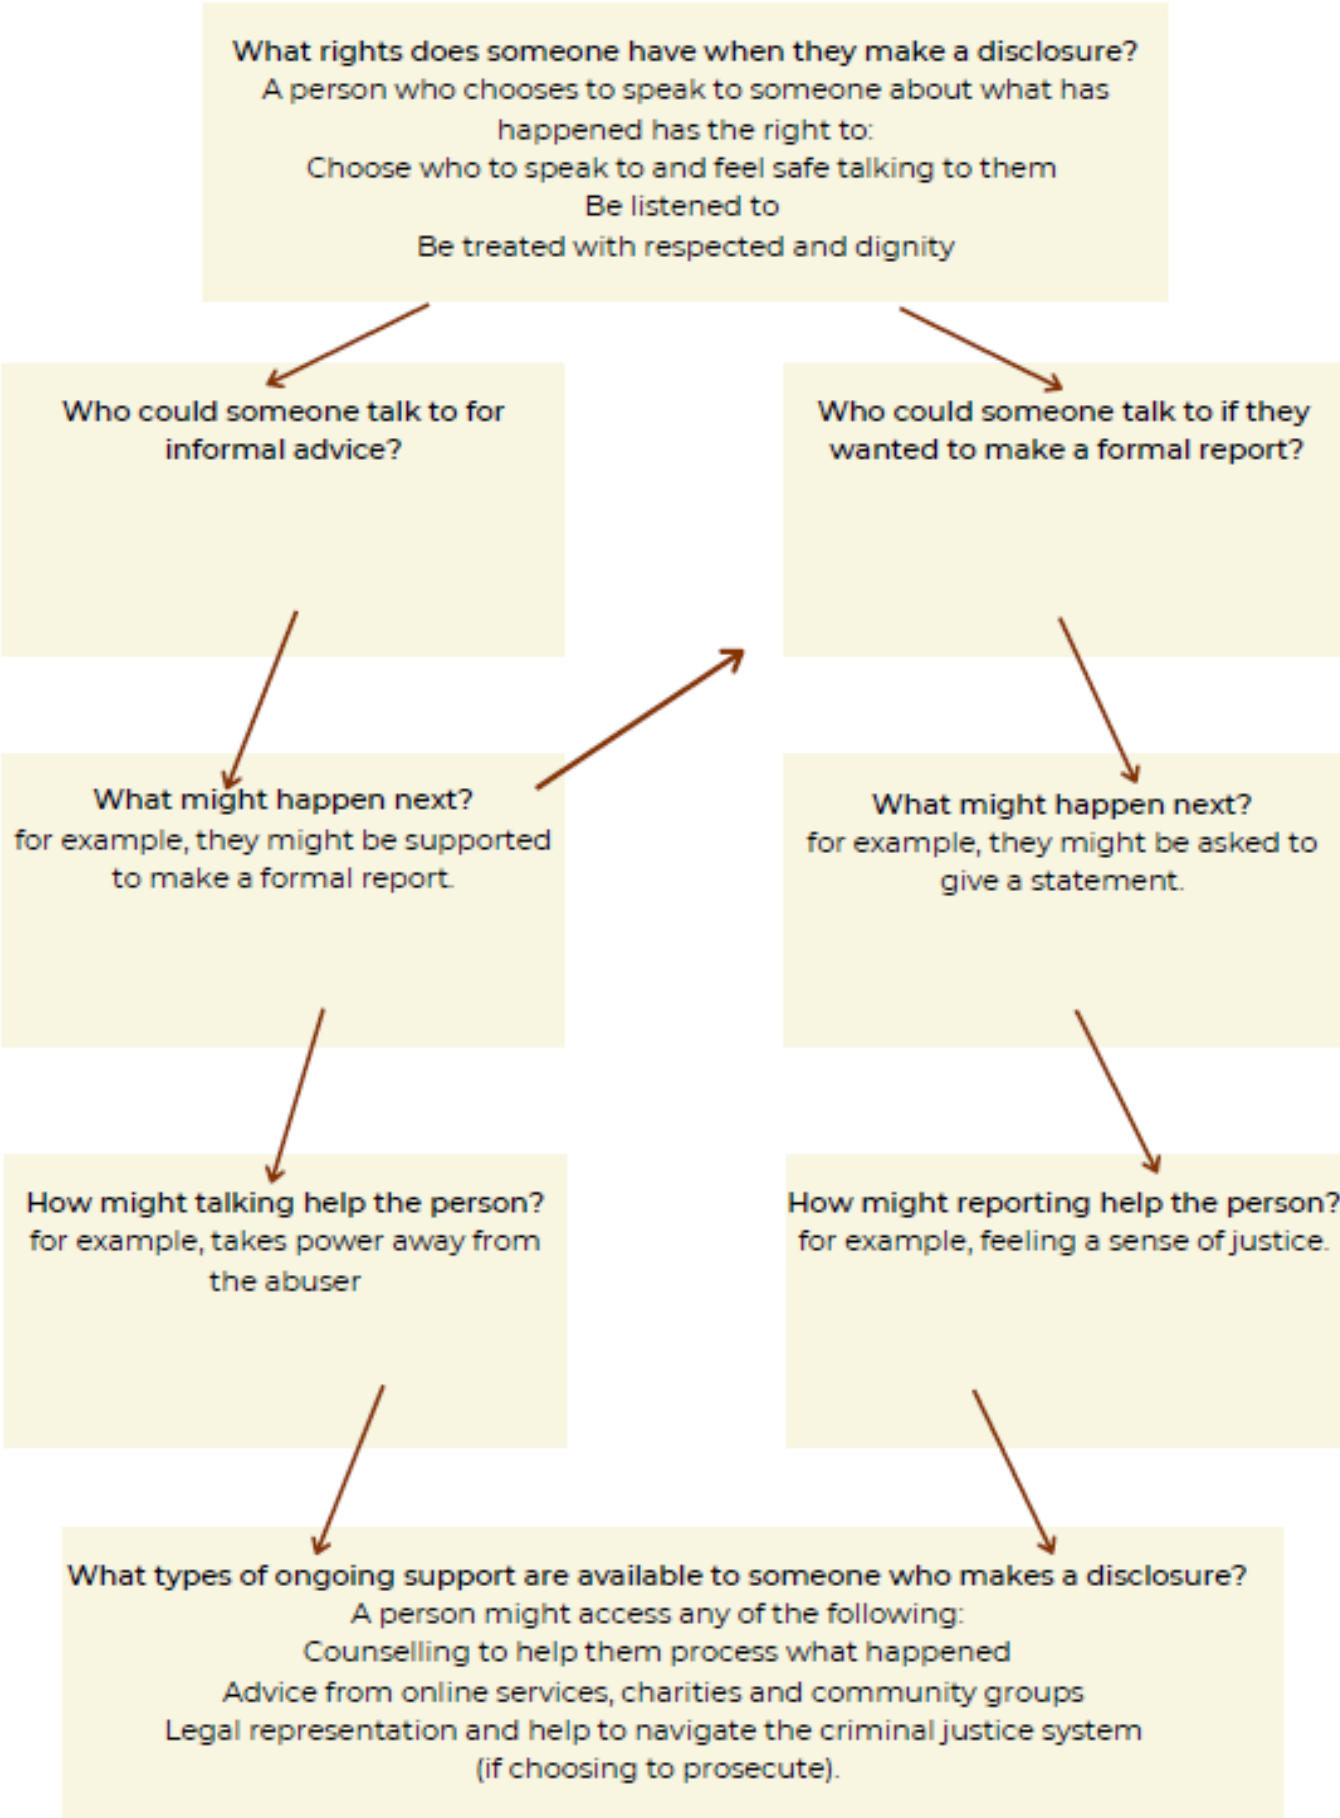 What rights does someone have when they make a disclosure?
A person who chooses to speak to someone about what has
happened has the right to:
Choose who to speak to and feel safe talking to them
Be listened to
Be treated with respected and dignity
Who could someone talk to for
informal advice?
Who could someone talk to if they
wanted to make a formal report?
What might happen next?
for example, they might be supported
to make a formal report.
What might happen next?
for example, they might be asked to
give a statement.
How might talking help the person?
for example, takes power away from
the abuser
How might reporting help the person?
for example, feeling a sense of justice.
What types of ongoing support are available to someone who makes a disclosure?
A person might access any of the following:
Counselling to help them process what happened
Advice from online services, charities and community groups
Legal representation and help to navigate the criminal justice system
(if choosing to prosecute).